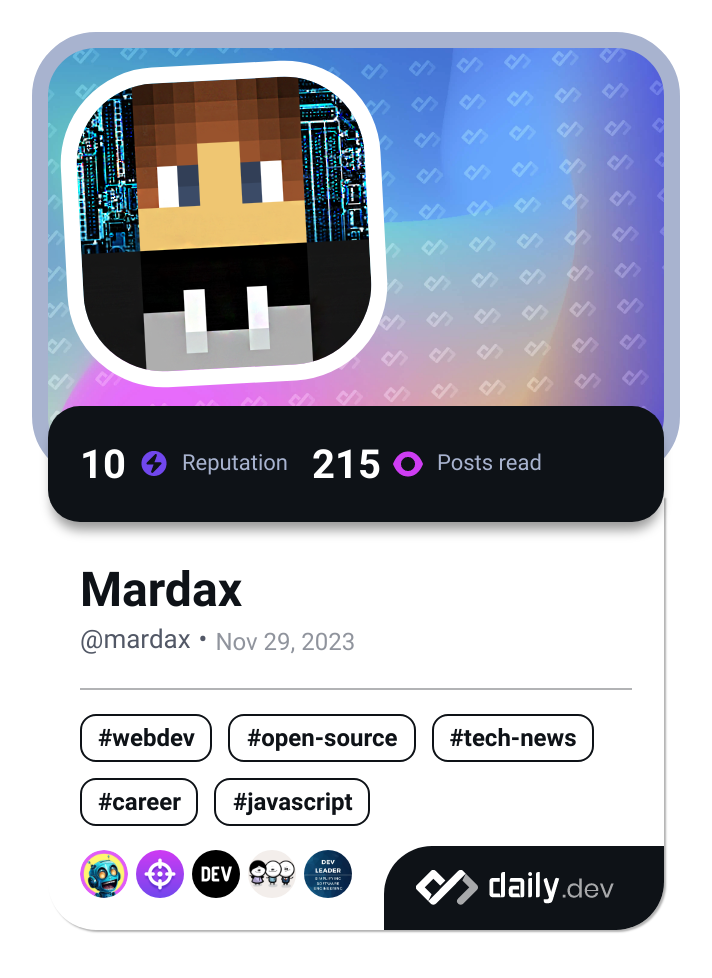 10 Reputation 215 Posts read
Mardax
@mardax • Nov 29, 2023
#webdev #open-source #tech-news
#career #javascript
DEV
DEV
LEADER
daily.dev